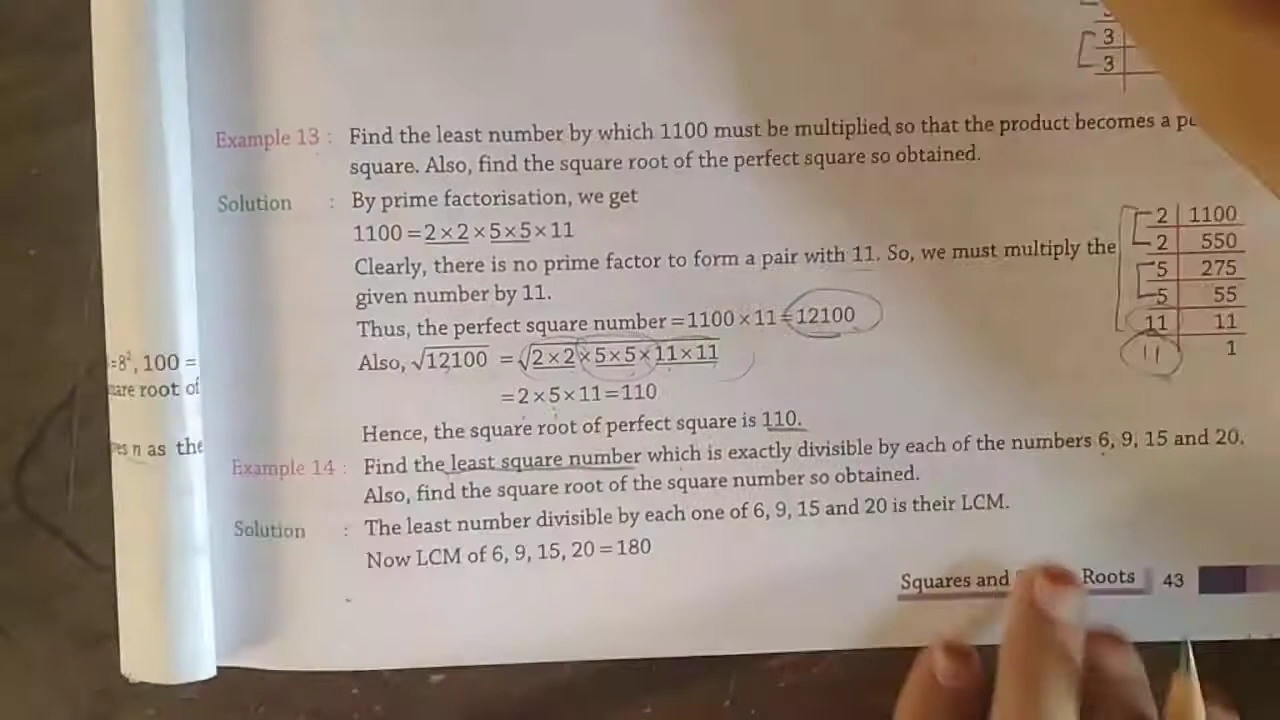 3
3
Example 13 : Find the least number by which 1100 must be multiplied so that the product becomes a
square. Also, find the square root of the perfect square so obtained.
Solution : By prime factorisation, we get
1100 = 2 × 2 × 5 × 5 × 11
Clearly, there is no prime factor to form a pair with 11. So, we must multiply the
given number by 11.
Thus, the perfect square number = 1100 × 11 = 12100
Also, √12100 = √2 × 2 × 5 × 5 × 11 × 11
= 2 × 5 × 11 = 110
Hence, the square root of perfect square is 110.
2 | 1100
2 | 550
5 | 275
5 | 55
11 | 11
11 | 1
=8², 100 =
root of
n as the
Example 14 : Find the least square number which is exactly divisible by each of the numbers 6, 9, 15 and 20.
Also, find the square root of the square number so obtained.
Solution : The least number divisible by each one of 6, 9, 15 and 20 is their LCM.
Now LCM of 6, 9, 15, 20 = 180
Squares and Roots 43